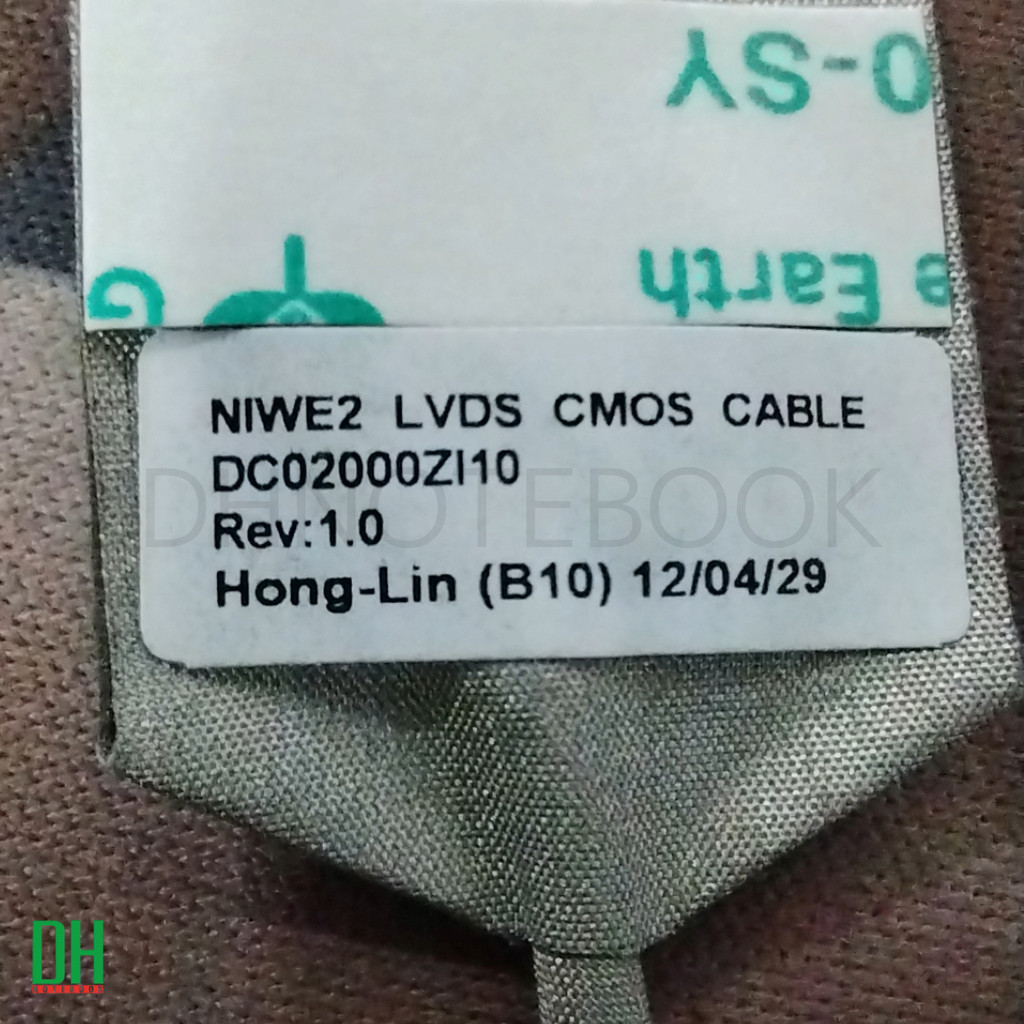 0-SY
e Earth
G
NIWE2 LVDS CMOS CABLE
DC02000ZI10
Rev:1.0
Hong-Lin (B10) 12/04/29
DHNOTEBOOK
DH
NOTEBOOK